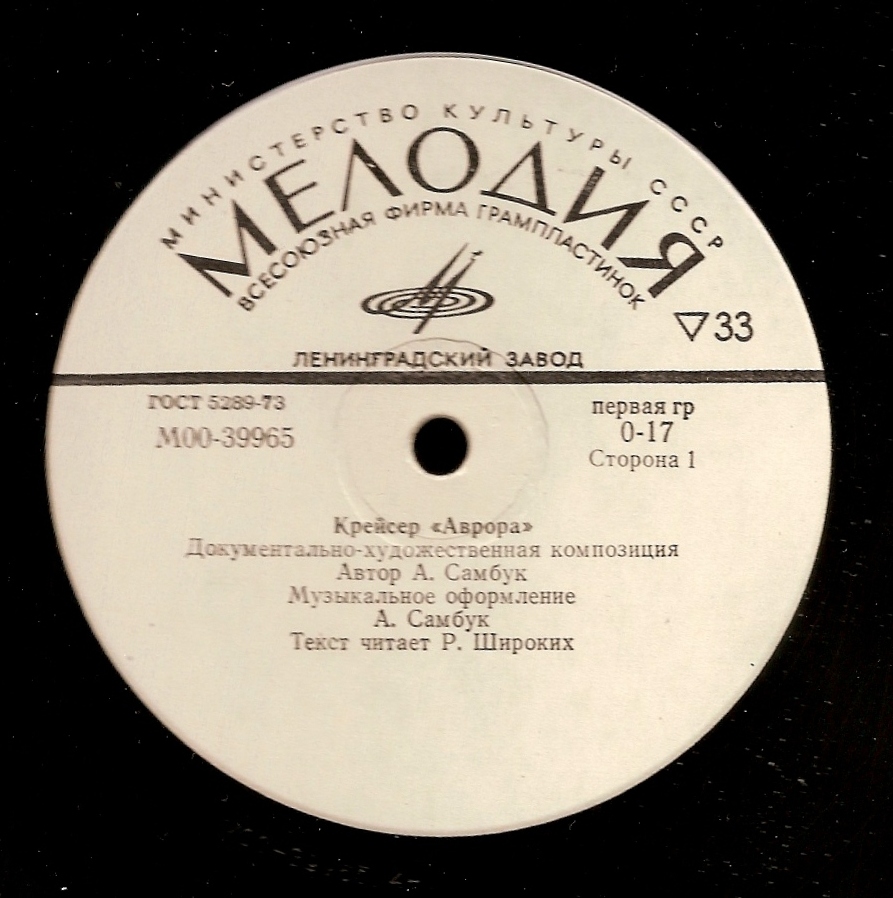 МИНИСТЕРСТВО КУЛЬТУРЫ СССР
МЕЛОДИЯ
ВСЕСОЮЗНАЯ ФИРМА ГРАМПЛАСТИНОК
▽33
ЛЕНИНГРАДСКИЙ ЗАВОД
ГОСТ 5289-73
М00-39965
первая гр
0-17
Сторона 1
Крейсер «Аврора»
Документально-художественная композиция
Автор А. Самбук
Музыкальное оформление
А. Самбук
Текст читает Р. Широких